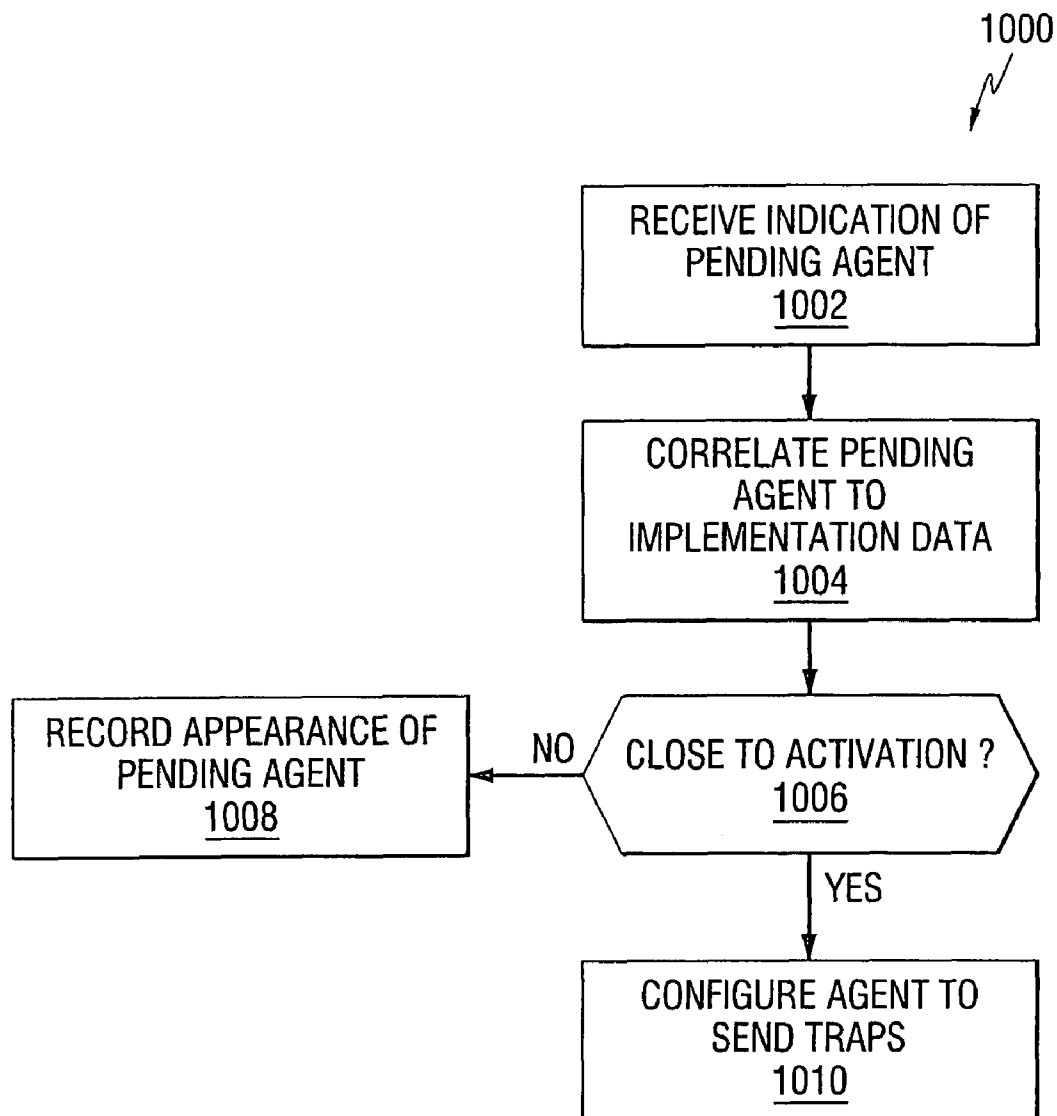 1000
RECEIVE INDICATION OF
PENDING AGENT
1002
CORRELATE PENDING
AGENT TO
IMPLEMENTATION DATA
1004
CLOSE TO ACTIVATION ?
1006
NO
RECORD APPEARANCE OF
PENDING AGENT
1008
YES
CONFIGURE AGENT TO
SEND TRAPS
1010